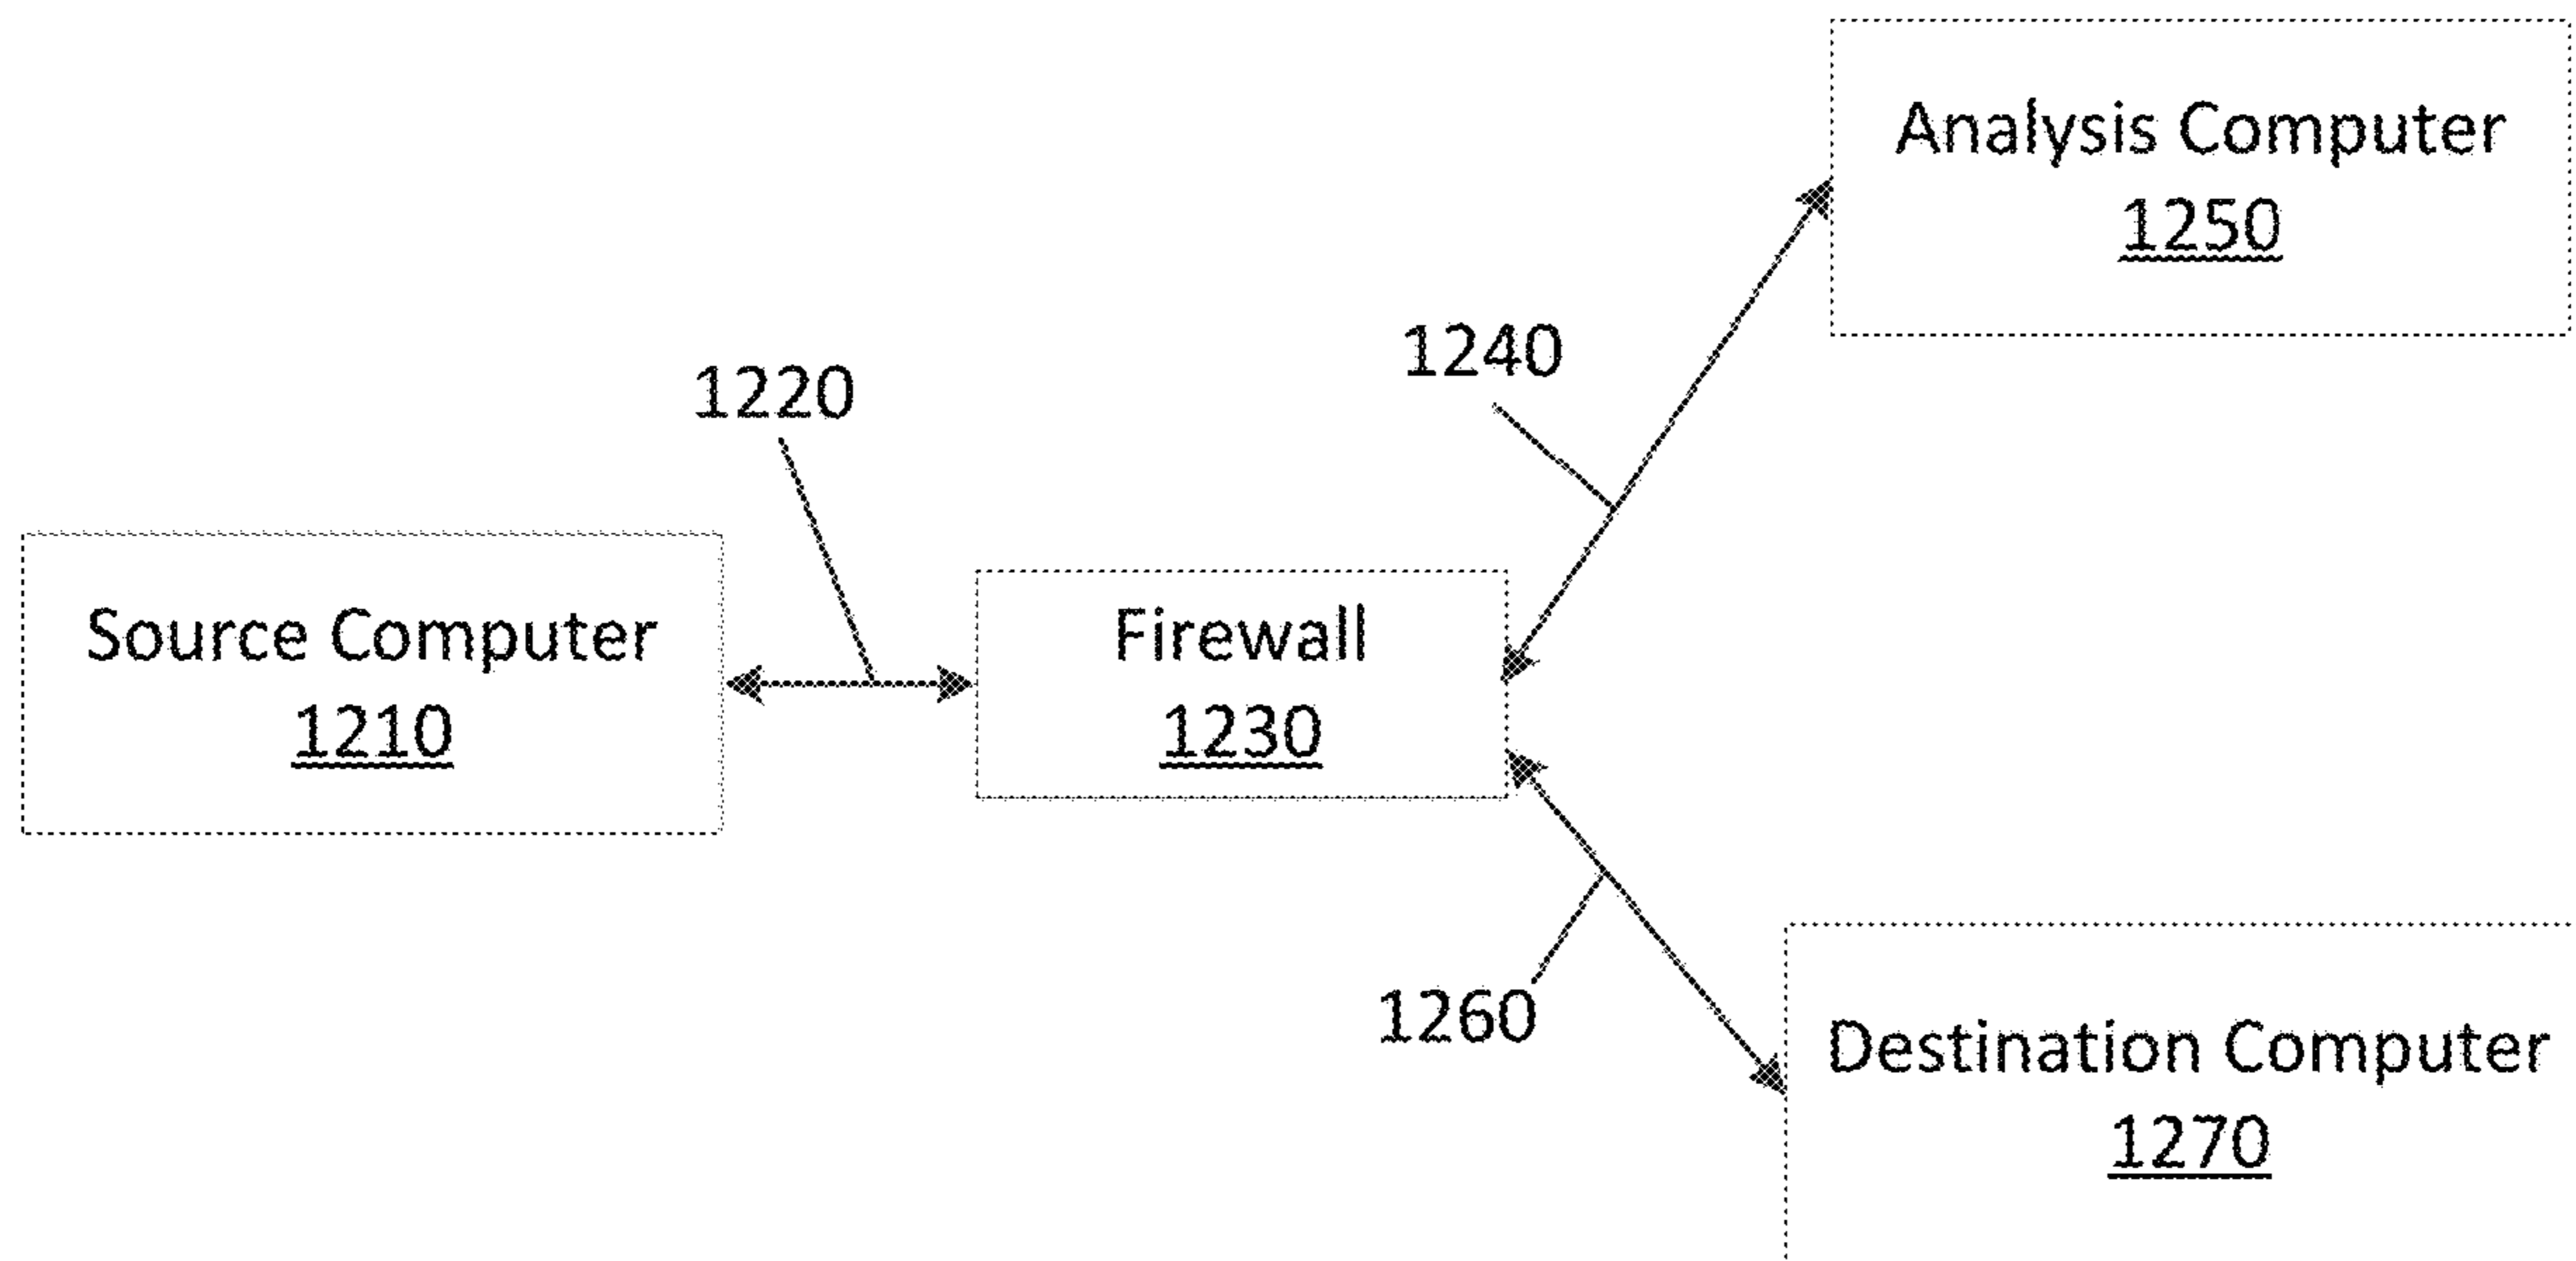 Analysis Computer
1250
1240
1220
Source Computer
1210
Firewall
1230
1260
Destination Computer
1270